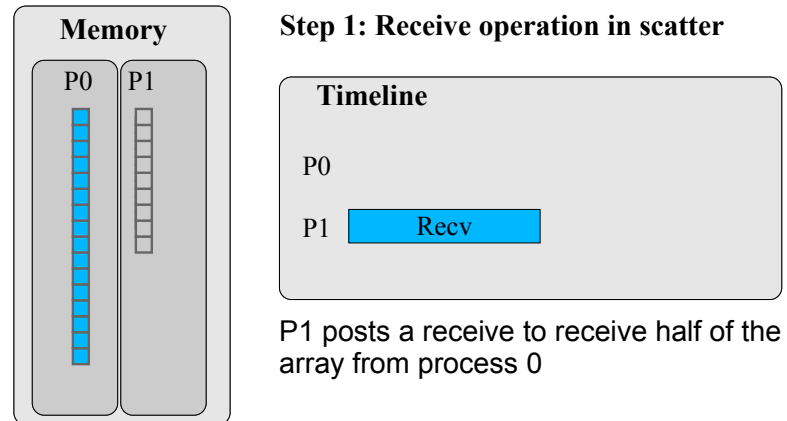 Memory
P0 P1
Step 1: Receive operation in scatter
Timeline
P0
P1 Recv
P1 posts a receive to receive half of the
array from process 0